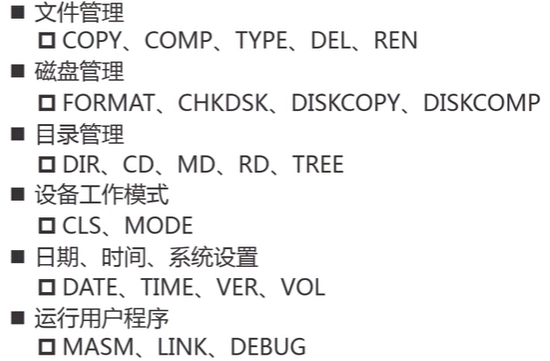 文件管理
COPY、COMP、TYPE、DEL、REN
磁盘管理
FORMAT、CHKDSK、DISKCOPY、DISKCOMP
目录管理
DIR、CD、MD、RD、TREE
设备工作模式
CLS、MODE
日期、时间、系统设置
DATE、TIME、VER、VOL
运行用户程序
MASM、LINK、DEBUG